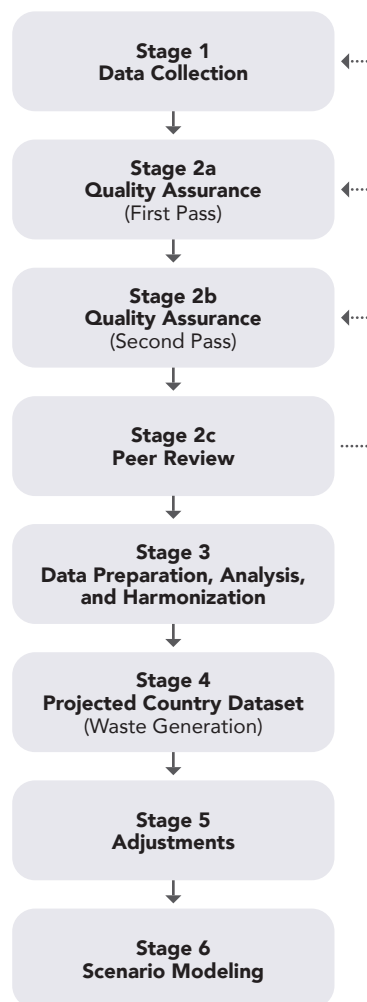 Stage 1
Data Collection
Stage 2a
Quality Assurance
(First Pass)
Stage 2b
Quality Assurance
(Second Pass)
Stage 2c
Peer Review
Stage 3
Data Preparation, Analysis,
and Harmonization
Stage 4
Projected Country Dataset
(Waste Generation)
Stage 5
Adjustments
Stage 6
Scenario Modeling